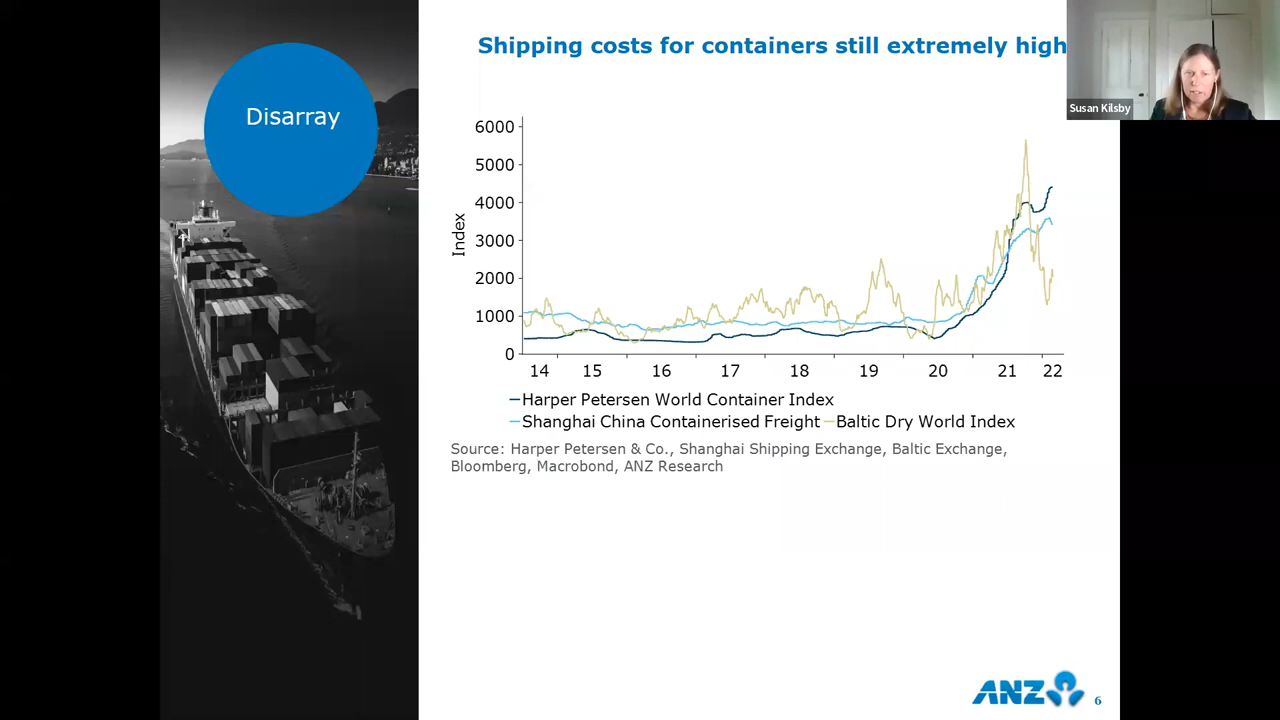 Disarray
Shipping costs for containers still extremely high
Susan Kilsby
6000
5000
4000
3000
2000
1000
0
Index
14 15 16 17 18 19 20 21 22
Harper Petersen World Container Index
Shanghai China Containerised Freight Baltic Dry World Index
Source: Harper Petersen & Co., Shanghai Shipping Exchange, Baltic Exchange,
Bloomberg, Macrobond, ANZ Research
ANZ
6